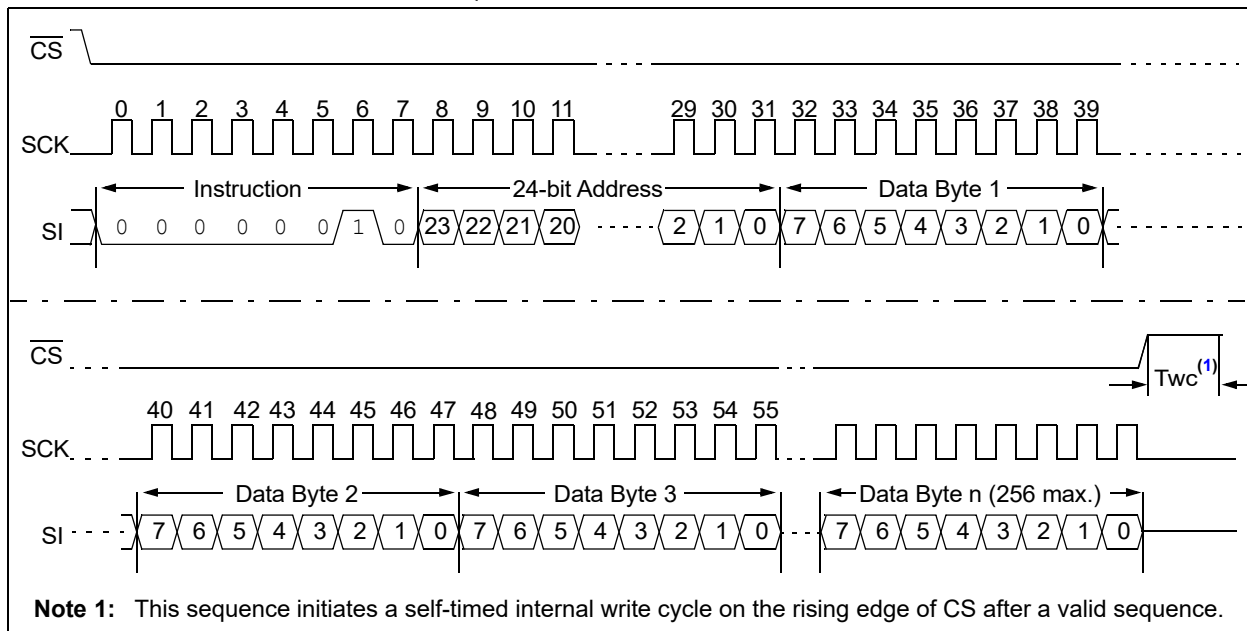 CS
0 1 2 3 4 5 6 7 8 9 10 11 29 30 31 32 33 34 35 36 37 38 39
SCK
Instruction 24-bit Address Data Byte 1
SI 0 0 0 0 0 0 1 0 23 22 21 20 2 1 0 7 6 5 4 3 2 1 0
CS
Twc(1)
40 41 42 43 44 45 46 47 48 49 50 51 52 53 54 55
SCK
Data Byte 2 Data Byte 3 Data Byte n (256 max.)
SI 7 6 5 4 3 2 1 0 7 6 5 4 3 2 1 0 7 6 5 4 3 2 1 0
Note 1: This sequence initiates a self-timed internal write cycle on the rising edge of CS after a valid sequence.